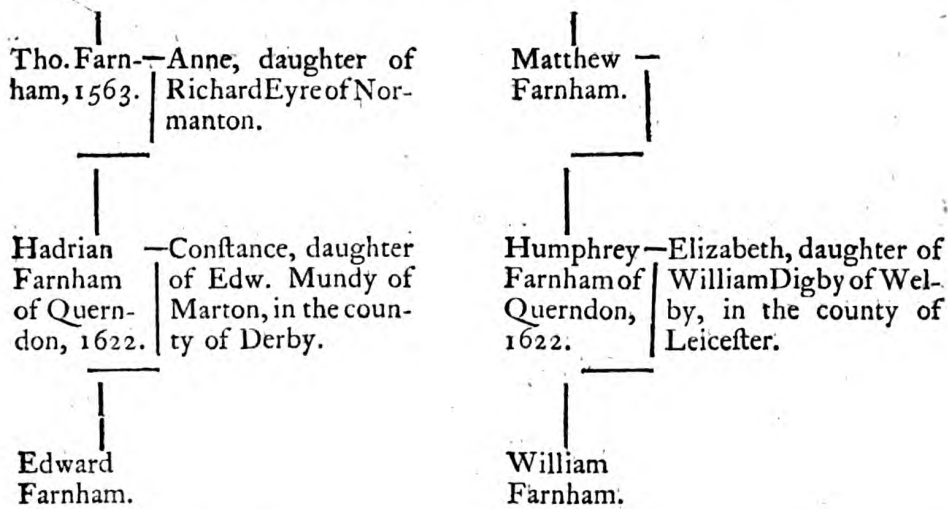 Tho. Farn-
ham, 1563.
Anne, daughter of
Richard Eyre of Nor-
manton.
Matthew
Farnham.
Hadrian
Farnham
of Quern-
don, 1622.
Conſtance, daughter
of Edw. Mundy of
Marton, in the coun-
ty of Derby.
Humphrey
Farnham of
Querndon,
1622.
Elizabeth, daughter of
William Digby of Wel-
by, in the county of
Leiceſter.
Edward
Farnham.
William
Farnham.